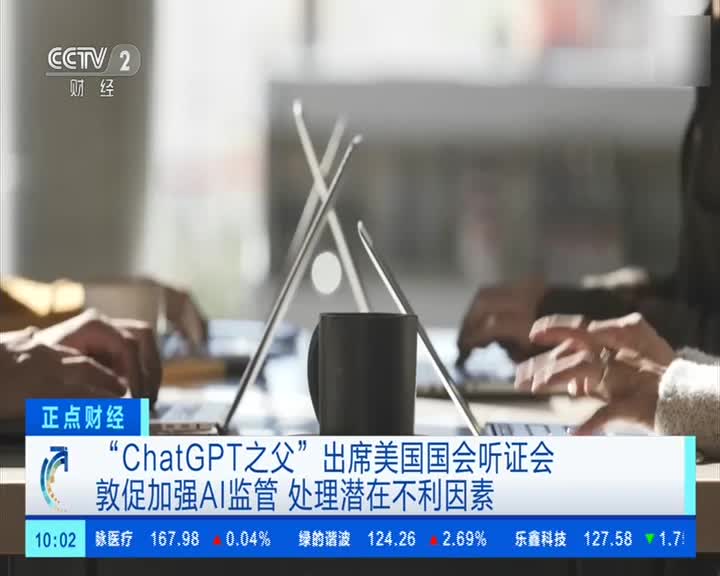 CCTV 2
财经
正点财经
“ChatGPT之父”出席美国国会听证会
敦促加强AI监管 处理潜在不利因素
10:02 脉医疗 167.98 ▲0.04% 绿的谐波 124.26 ▲2.69% 乐鑫科技 127.58 ▼1.7